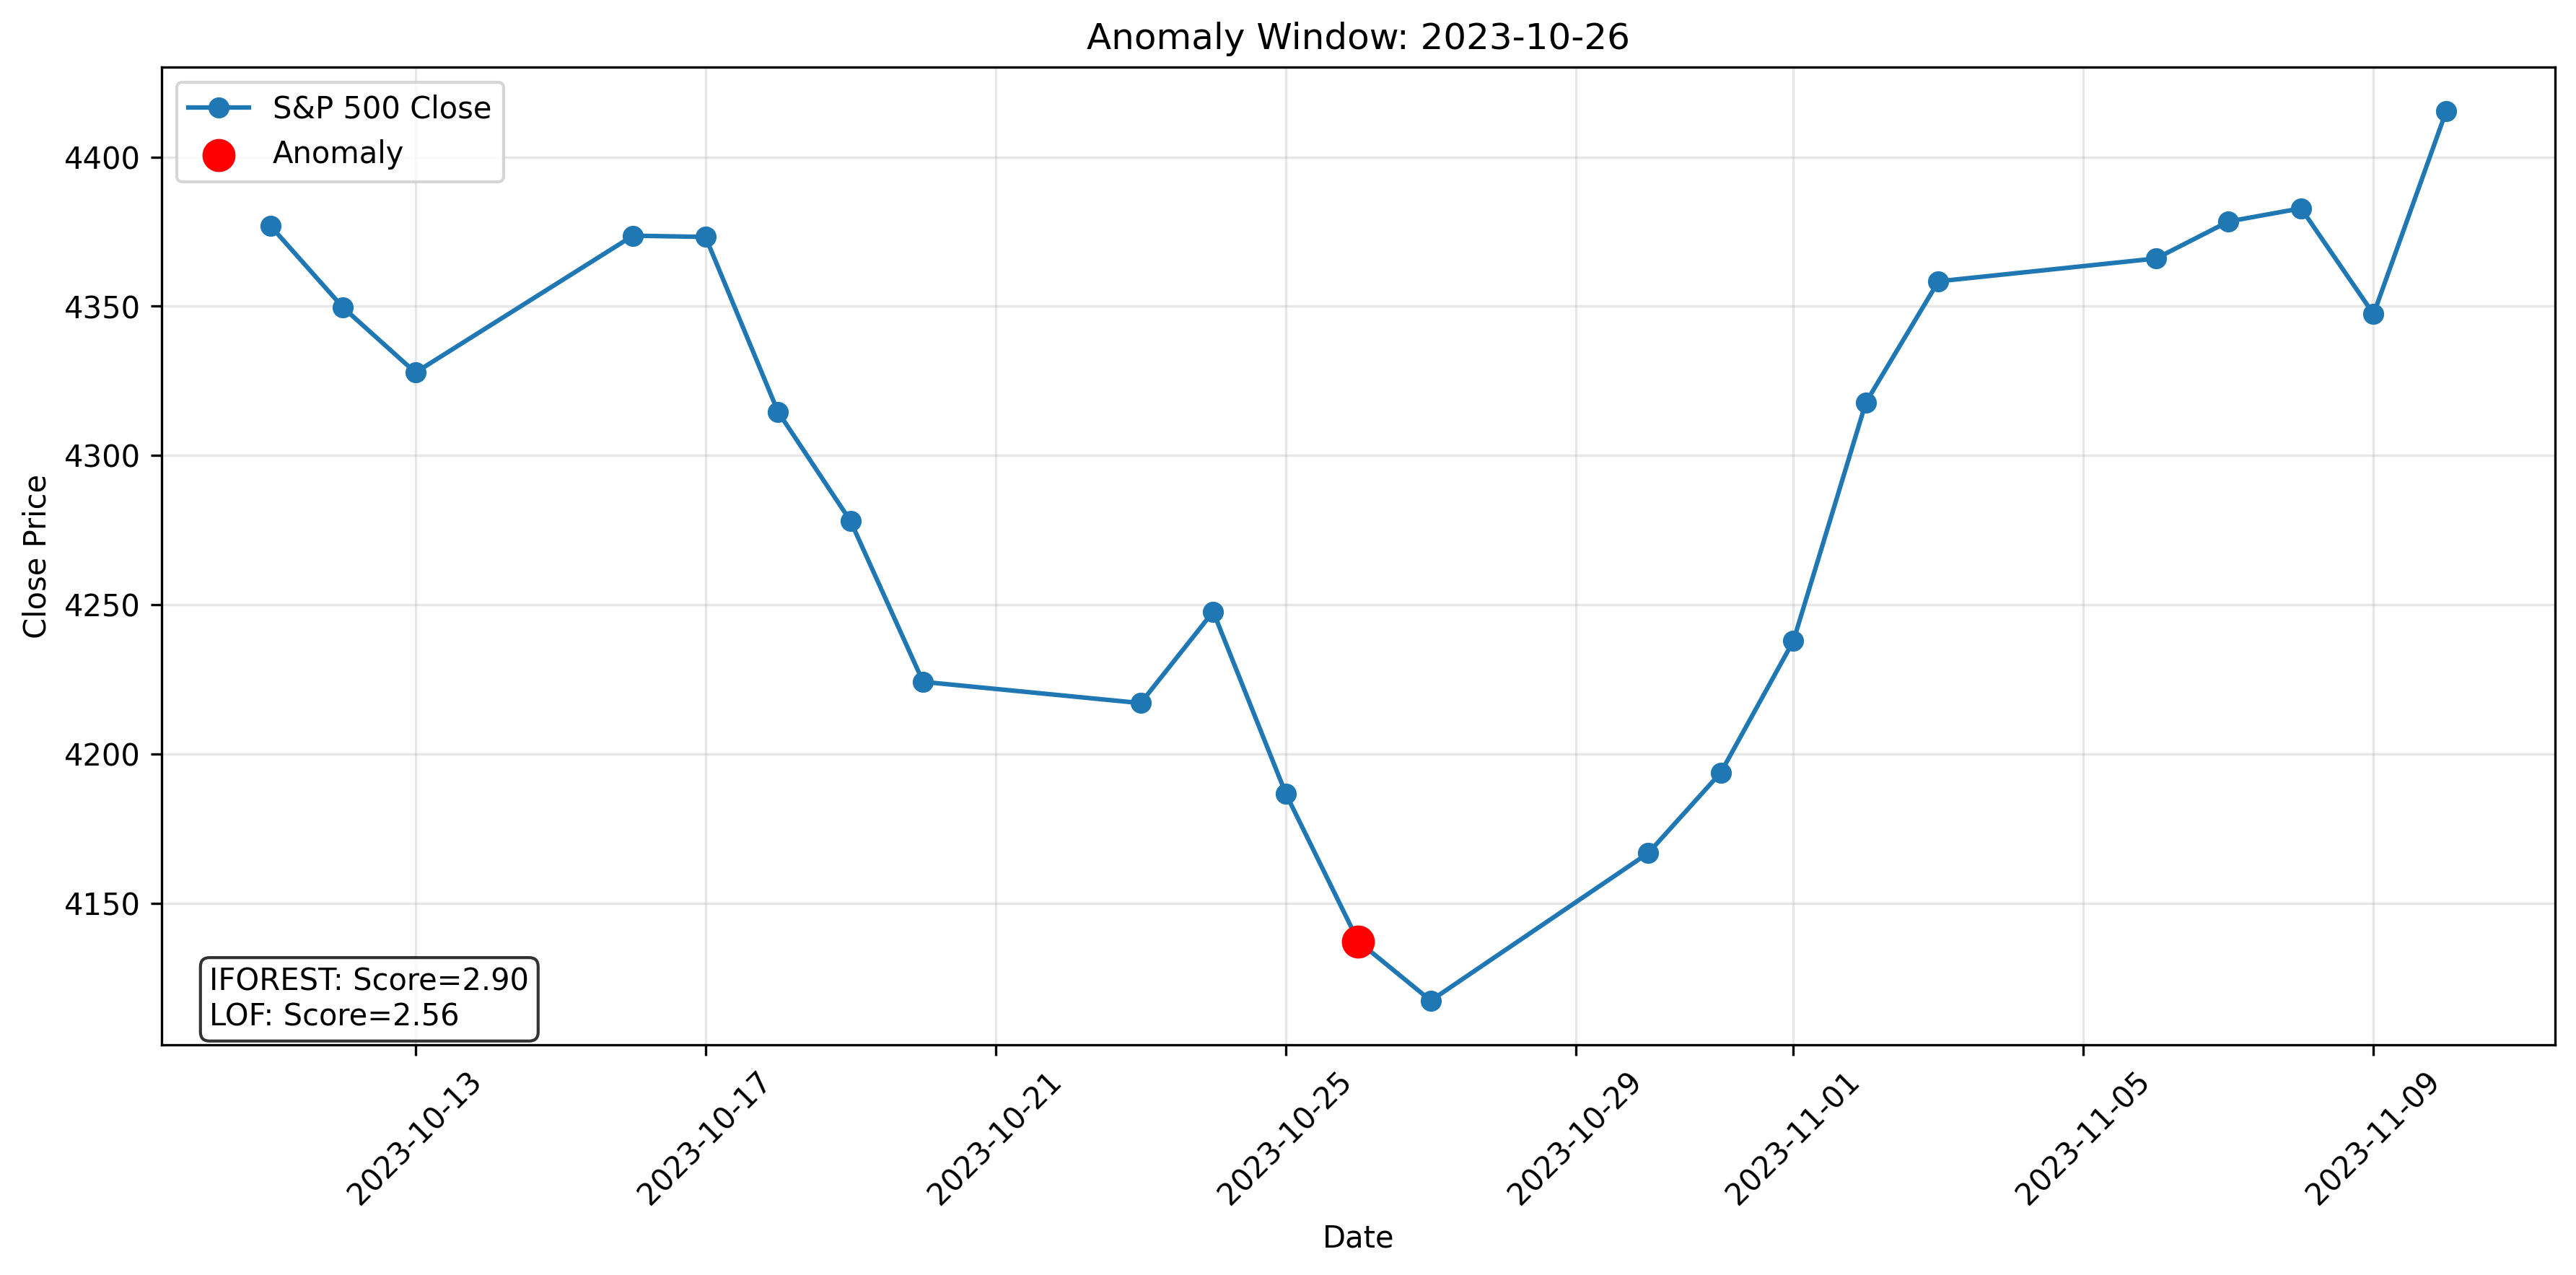 Anomaly Window: 2023-10-26
S&P 500 Close
Anomaly
Close Price
4400
4350
4300
4250
4200
4150
IFOREST: Score=2.90
LOF: Score=2.56
2023-10-13
2023-10-17
2023-10-21
2023-10-25
2023-10-29
2023-11-01
2023-11-05
2023-11-09
Date